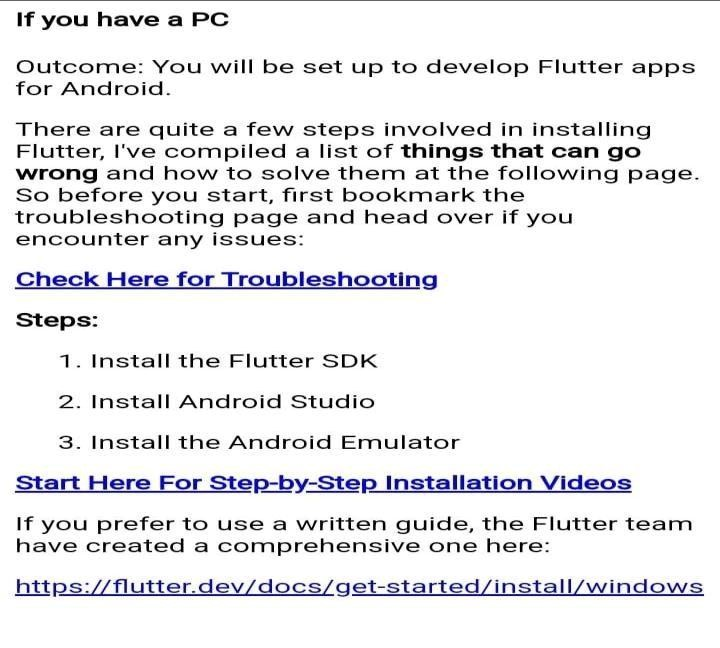 If you have a PC
Outcome: You will be set up to develop Flutter apps
for Android.
There are quite a few steps involved in installing
Flutter, I've compiled a list of things that can go
wrong and how to solve them at the following page.
So before you start, first bookmark the
troubleshooting page and head over if you
encounter any issues:
Check Here for Troubleshooting
Steps:
1. Install the Flutter SDK
2. Install Android Studio
3. Install the Android Emulator
Start Here For Step-by-Step Installation Videos
If you prefer to use a written guide, the Flutter team
have created a comprehensive one here:
https://flutter.dev/docs/get-started/install/windows